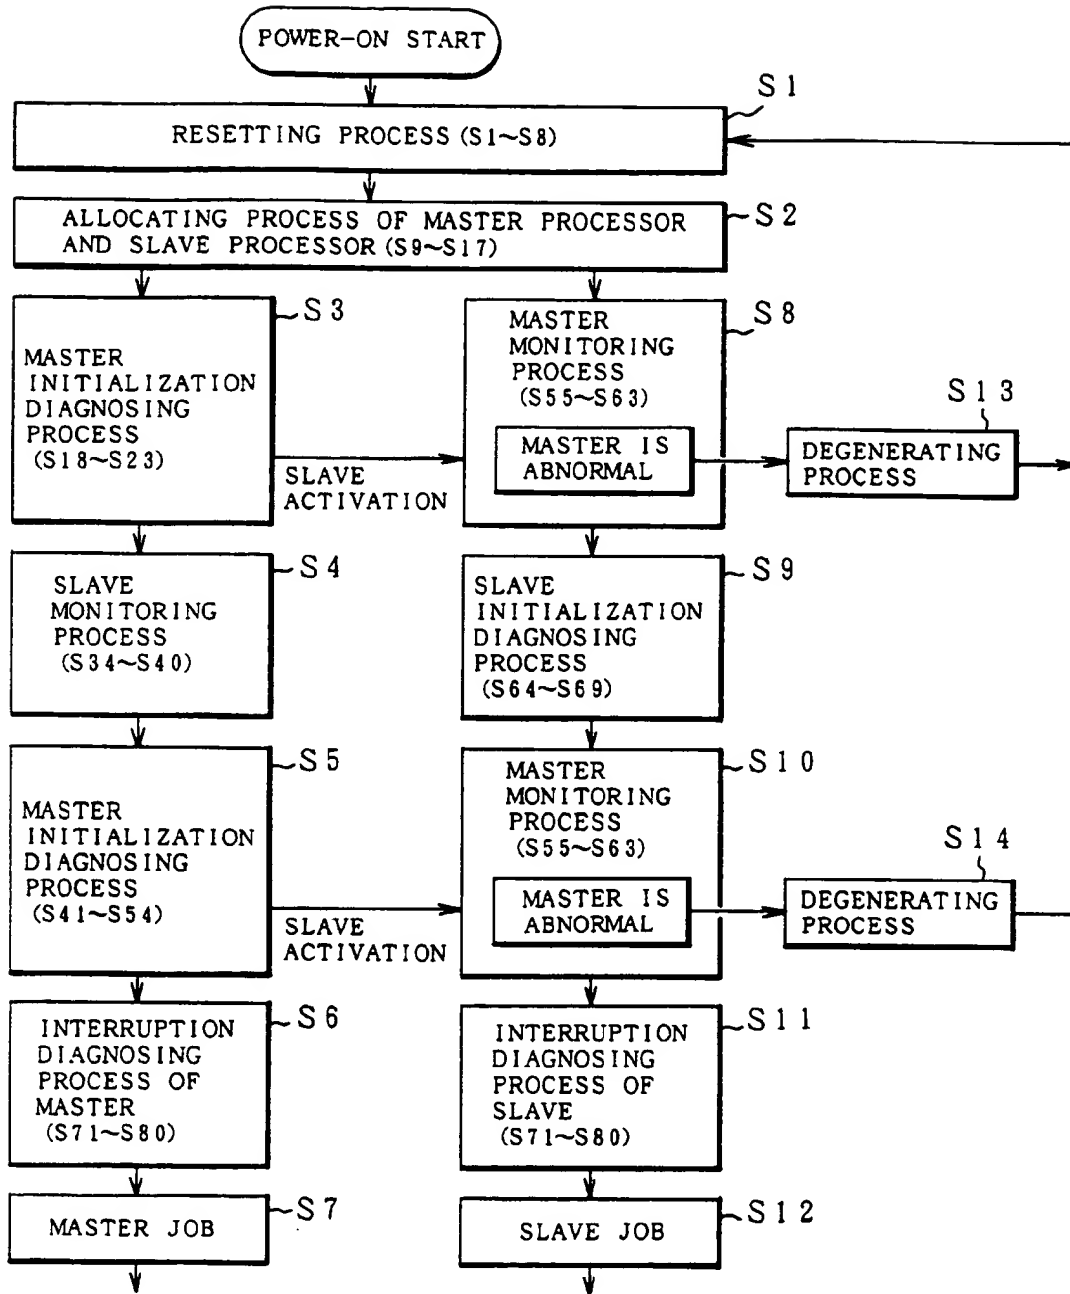 POWER-ON START
S1
RESETTING PROCESS (S1~S8)
ALLOCATING PROCESS OF MASTER PROCESSOR
AND SLAVE PROCESSOR (S9~S17)
S2
S3
MASTER
INITIALIZATION
DIAGNOSING
PROCESS
(S18~S23)
SLAVE
ACTIVATION
S8
MASTER
MONITORING
PROCESS
(S55~S63)
MASTER IS
ABNORMAL
S13
DEGENERATING
PROCESS
S4
SLAVE
MONITORING
PROCESS
(S34~S40)
S9
SLAVE
INITIALIZATION
DIAGNOSING
PROCESS
(S64~S69)
S5
MASTER
INITIALIZATION
DIAGNOSING
PROCESS
(S41~S54)
SLAVE
ACTIVATION
S10
MASTER
MONITORING
PROCESS
(S55~S63)
MASTER IS
ABNORMAL
S14
DEGENERATING
PROCESS
S6
INTERRUPTION
DIAGNOSING
PROCESS OF
MASTER
(S71~S80)
S11
INTERRUPTION
DIAGNOSING
PROCESS OF
SLAVE
(S71~S80)
S7
MASTER JOB
S12
SLAVE JOB